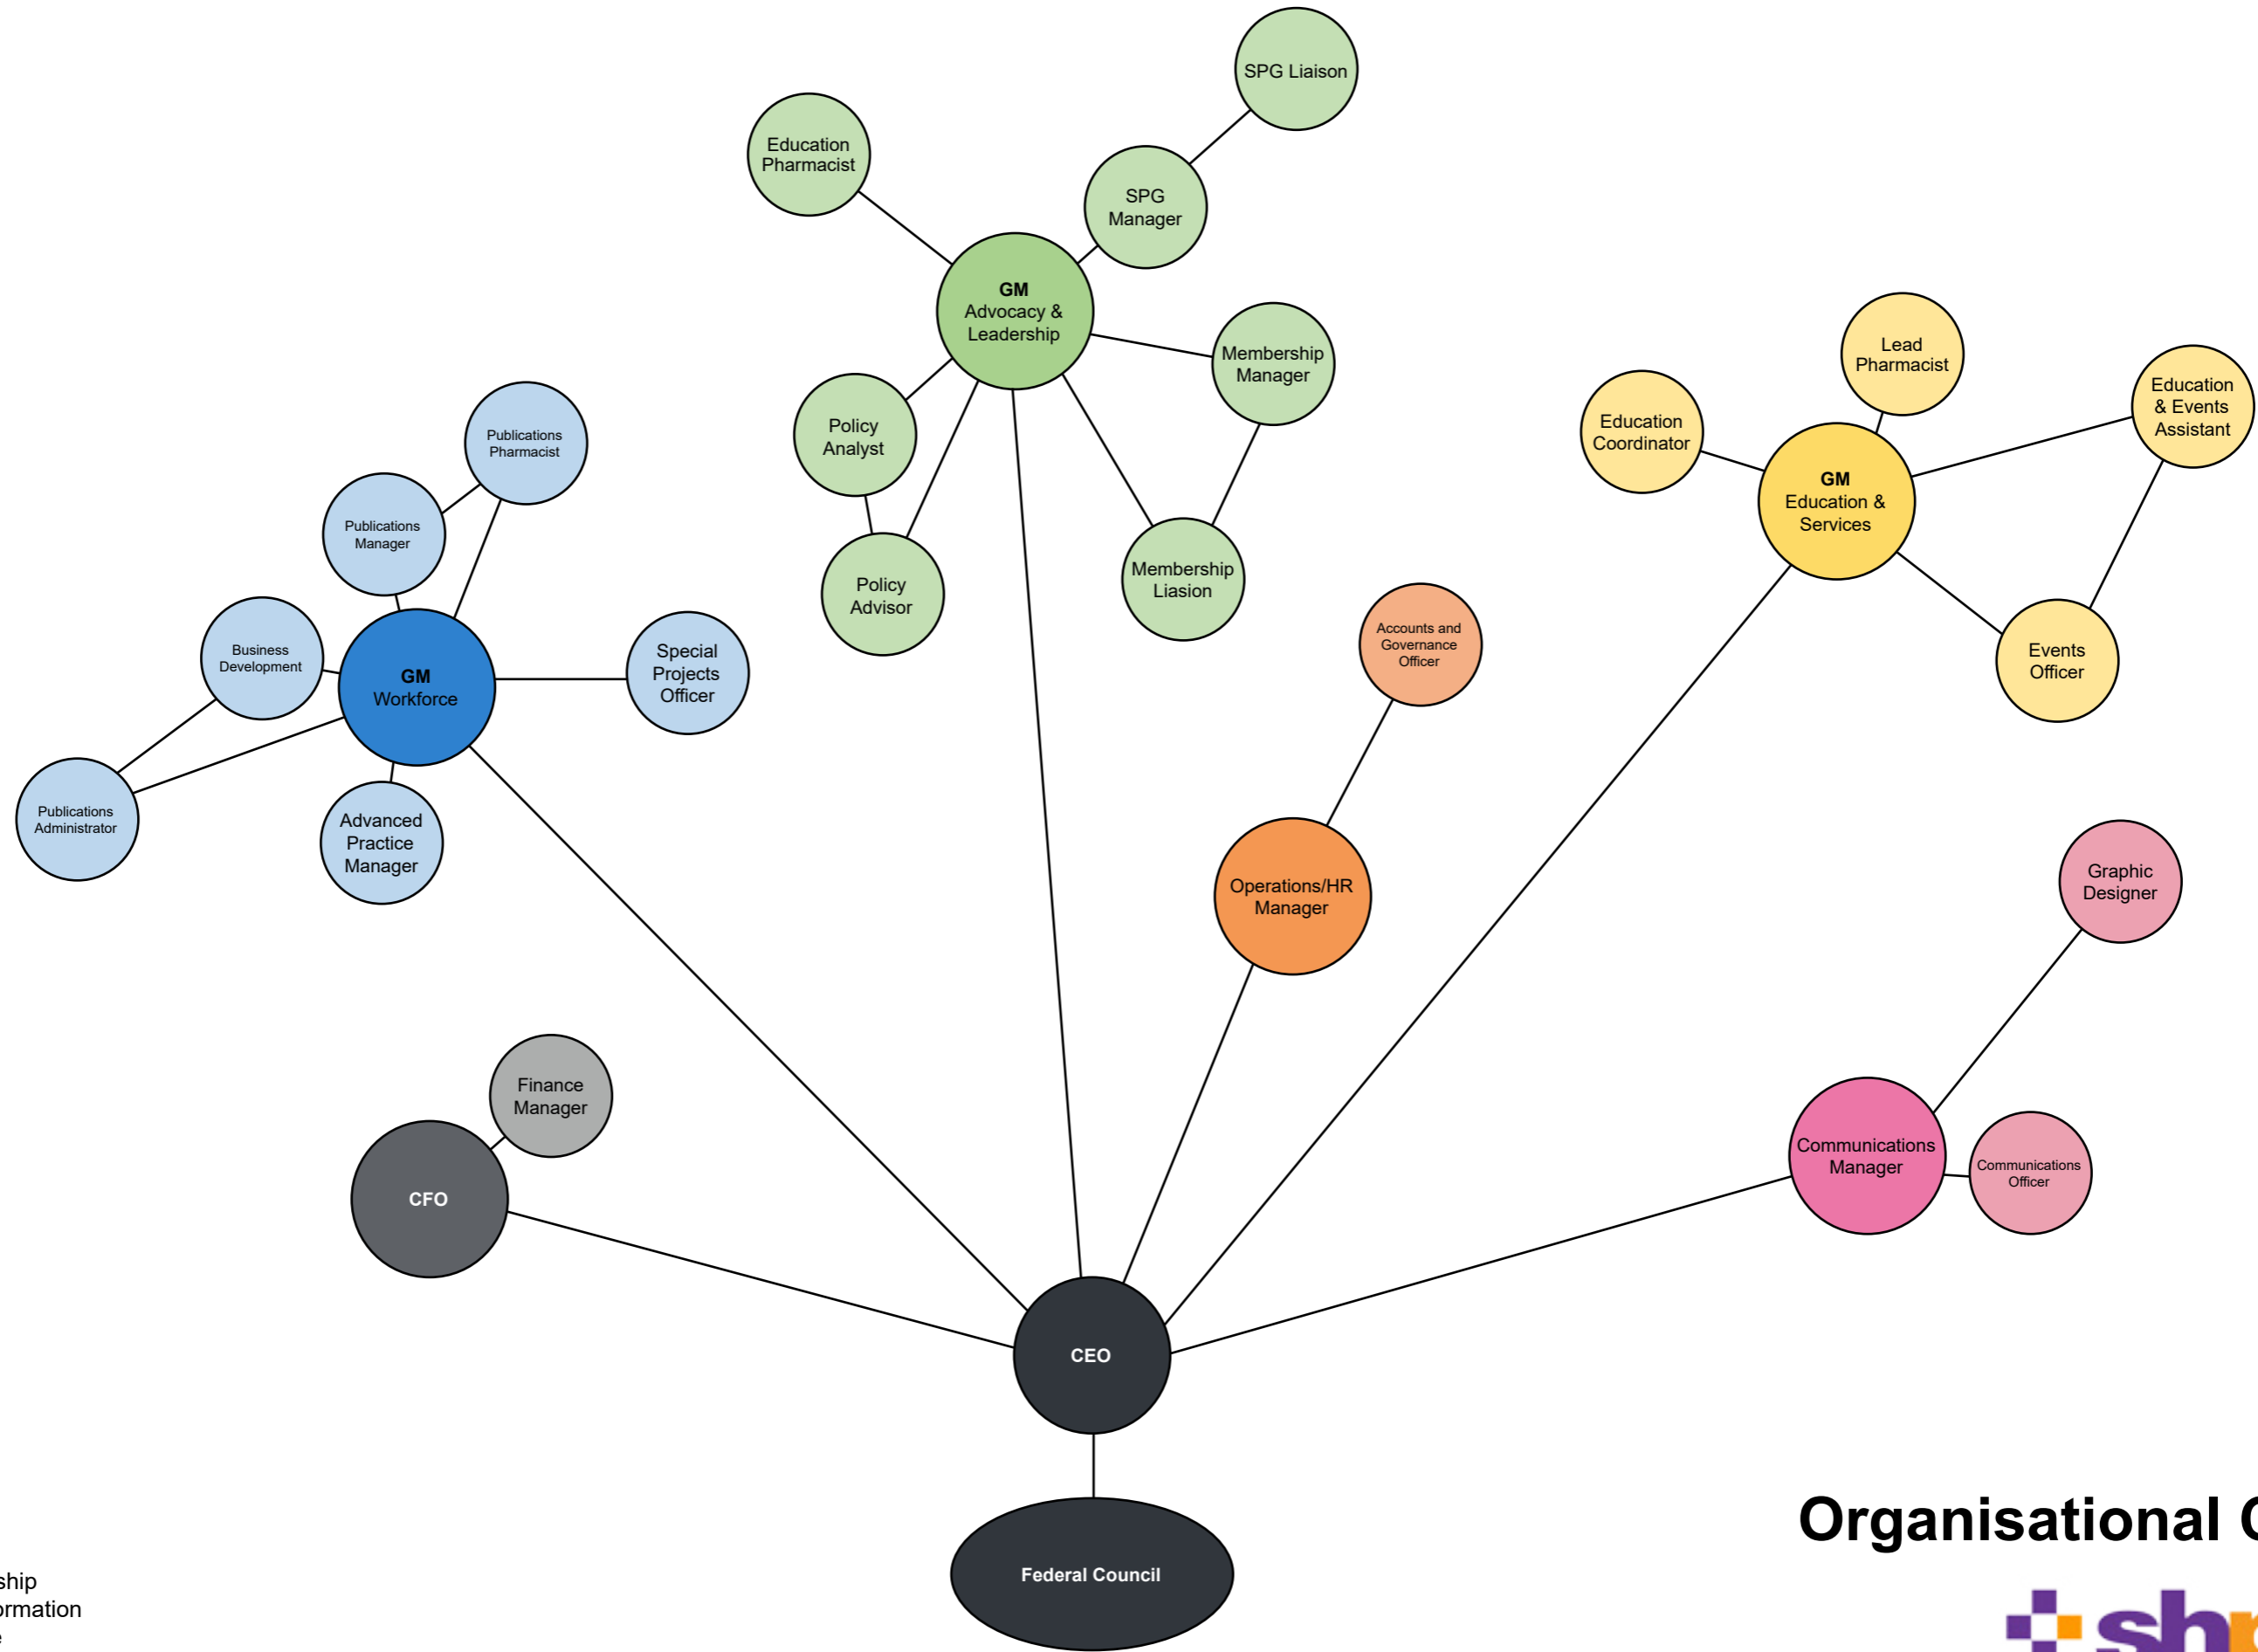 SPG Liaison
Education
Pharmacist
SPG
Manager
GM
Advocacy &
Leadership
Membership
Manager
Lead
Pharmacist
Education
& Events
Assistant
Education
Coordinator
Policy
Analyst
Publications
Pharmacist
GM
Education &
Services
Publications
Manager
Policy
Advisor
Membership
Liasion
Accounts and
Governance
Officer
Business
Development
GM
Workforce
Special
Projects
Officer
Events
Officer
Publications
Administrator
Advanced
Practice
Manager
Operations/HR
Manager
Graphic
Designer
Finance
Manager
Communications
Manager
Communications
Officer
CFO
CEO
Federal Council
Organisational